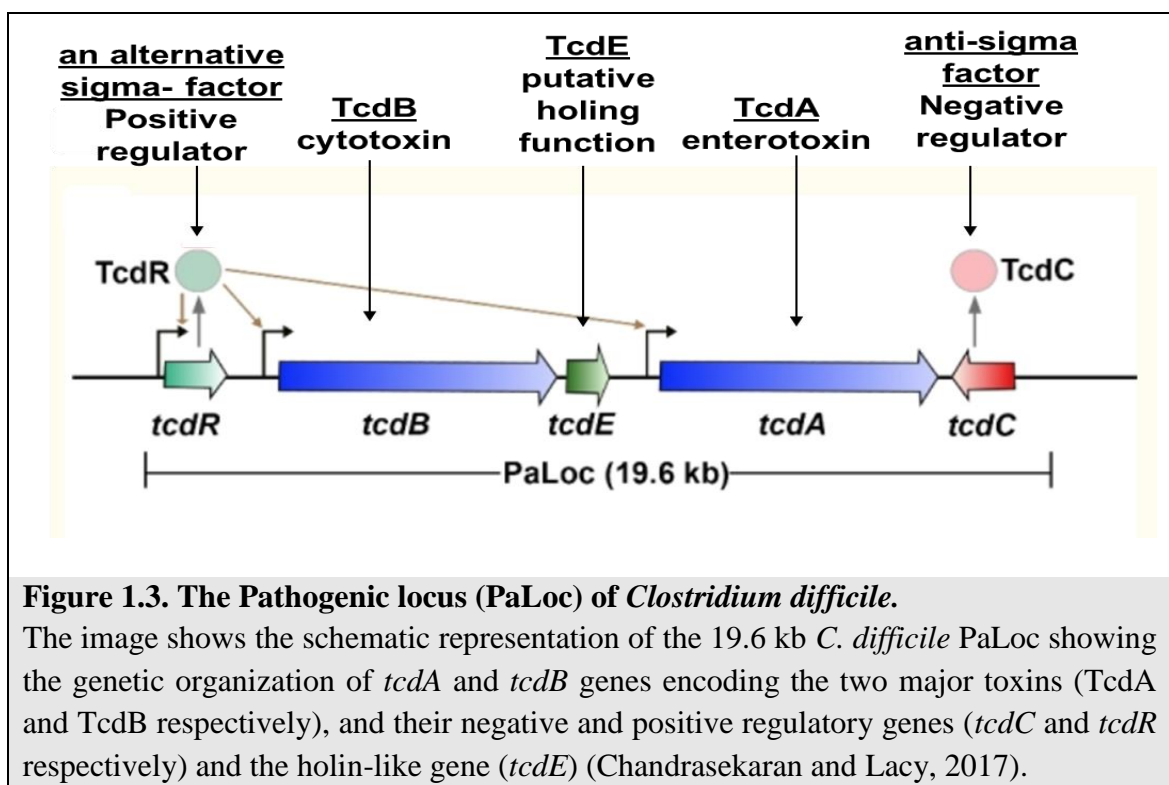 an alternative
sigma- factor
Positive
regulator
TcdB
cytotoxin
TcdE
putative
holing
function
TcdA
enterotoxin
anti-sigma
factor
Negative
regulator
TcdR
TcdC
tcdR
tcdB
tcdE
tcdA
tcdC
PaLoc (19.6 kb)
Figure 1.3. The Pathogenic locus (PaLoc) of Clostridium difficile.
The image shows the schematic representation of the 19.6 kb C. difficile PaLoc showing
the genetic organization of tcdA and tcdB genes encoding the two major toxins (TcdA
and TcdB respectively), and their negative and positive regulatory genes (tcdC and tcdR
respectively) and the holin-like gene (tcdE) (Chandrasekaran and Lacy, 2017).